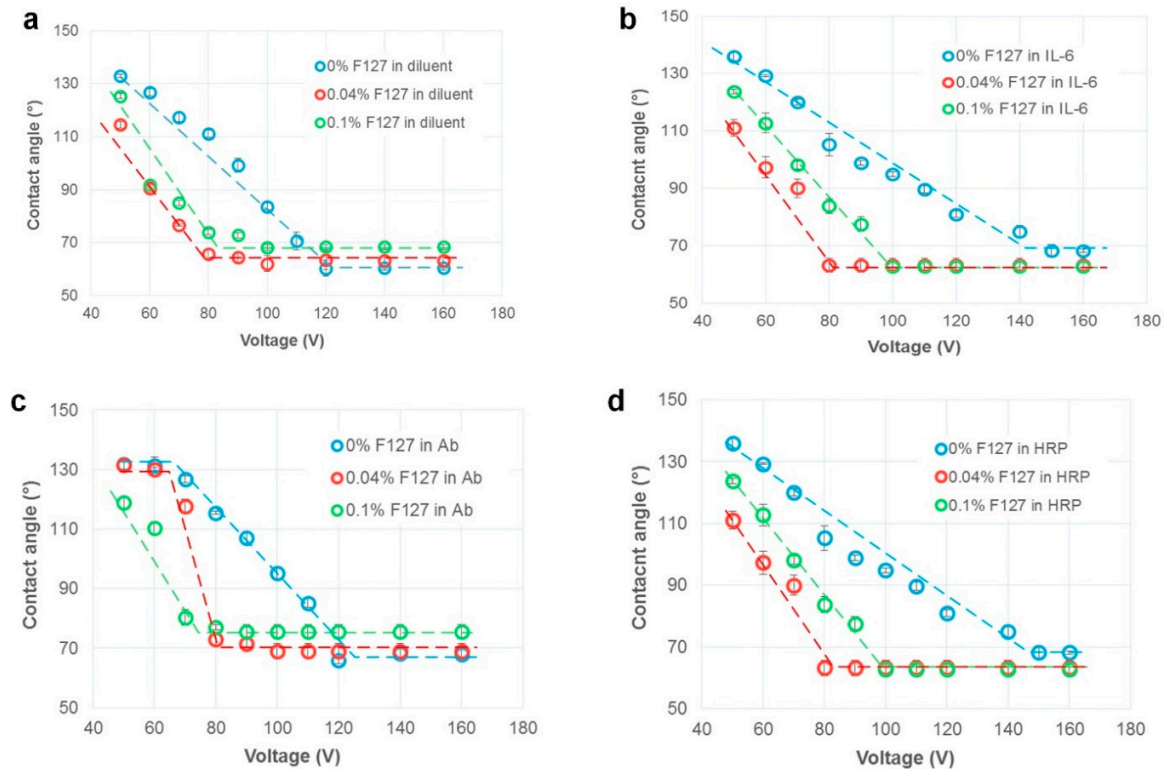 a
150
130
110
90
70
50
40 60 80 100 120 140 160 180
Contact angle (°)
Voltage (V)
0% F127 in diluent
0.04% F127 in diluent
0.1% F127 in diluent
b
150
130
110
90
70
50
40 60 80 100 120 140 160 180
Contacnt angle (°)
Voltage (V)
0% F127 in IL-6
0.04% F127 in IL-6
0.1% F127 in IL-6
c
150
130
110
90
70
50
40 60 80 100 120 140 160 180
Contact angle (°)
Voltage (V)
0% F127 in Ab
0.04% F127 in Ab
0.1% F127 in Ab
d
150
130
110
90
70
50
40 60 80 100 120 140 160 180
Contacnt angle (°)
Voltage (V)
0% F127 in HRP
0.04% F127 in HRP
0.1% F127 in HRP